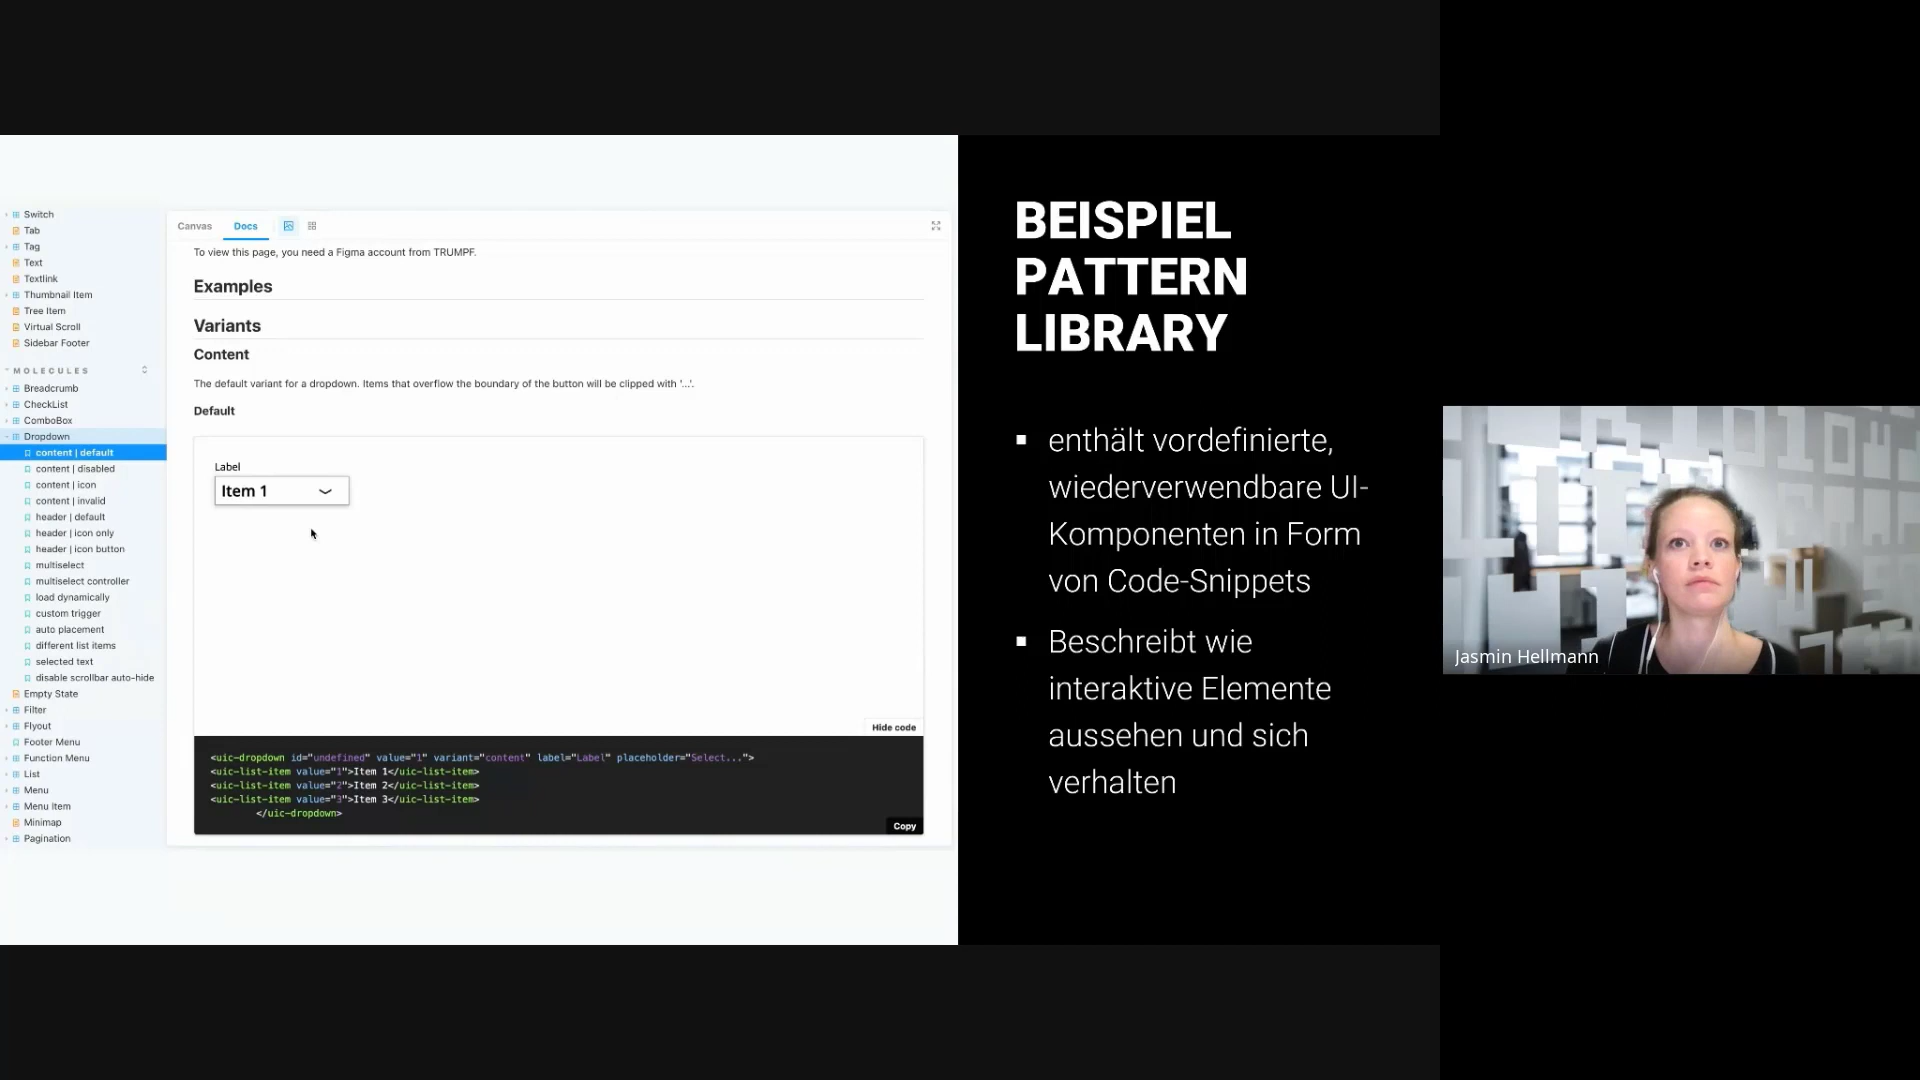 Switch
Tab
Tag
Text
Textlink
Thumbnail Item
Tree Item
Virtual Scroll
Sidebar Footer
MOLECULES
Breadcrumb
CheckList
ComboBox
Dropdown
content | default
content | disabled
content | icon
content | invalid
header | default
header | icon only
header | icon button
multiselect
multiselect controller
load dynamically
custom trigger
auto placement
different list items
selected text
disable scrollbar auto-hide
Empty State
Filter
Flyout
Footer Menu
Function Menu
List
Menu
Menu Item
Minimap
Pagination
Canvas Docs
To view this page, you need a Figma account from TRUMPF.
Examples
Variants
Content
The default variant for a dropdown. Items that overflow the boundary of the button will be clipped with '...'.
Default
Label
Item 1
Hide code
<uic-dropdown id="undefined" value="1" variant="content" label="Label" placeholder="Select...">
<uic-list-item value="1">Item 1</uic-list-item>
<uic-list-item value="2">Item 2</uic-list-item>
<uic-list-item value="3">Item 3</uic-list-item>
</uic-dropdown>
Copy
BEISPIEL
PATTERN
LIBRARY
▪ enthält vordefinierte,
wiederverwendbare UI-
Komponenten in Form
von Code-Snippets
▪ Beschreibt wie
interaktive Elemente
aussehen und sich
verhalten
Jasmin Hellmann